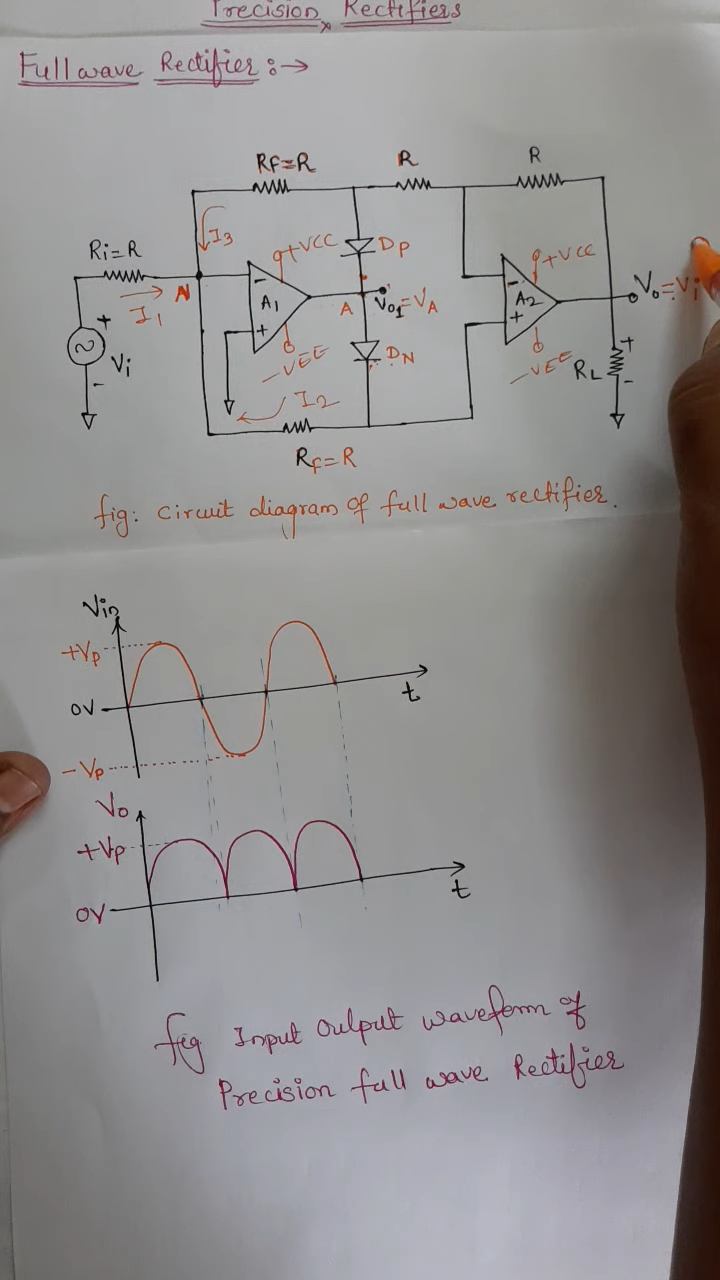 Precision Rectifiers
Full wave Rectifier :→
RF=R
R
R
Ri=R
I3
+VCC
DP
+VCC
N
A1
A
Vo1=VA
A2
Vo=Vi
I1
+
-
+
-
+
Vi
-
-VEE
DN
-VEE
RL
+
-
I2
Rf=R
fig: circuit diagram of full wave rectifier.
Vin
+Vp
0V
t
-Vp
Vo
+Vp
0V
t
fig Input Output waveform of
Precision full wave Rectifier